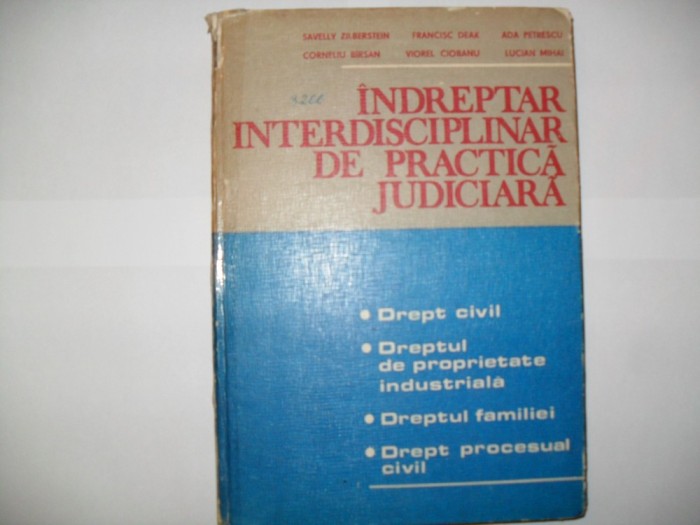 SAVELLY ZILBERSTEIN FRANCISC DEAK ADA PETRESCU
CORNELIU BÎRSAN VIOREL CIOBANU LUCIAN MIHAI
ÎNDREPTAR
INTERDISCIPLINAR
DE PRACTICĂ
JUDICIARĂ
• Drept civil
• Dreptul
de proprietate
industrială
• Dreptul familiei
• Drept procesual
civil